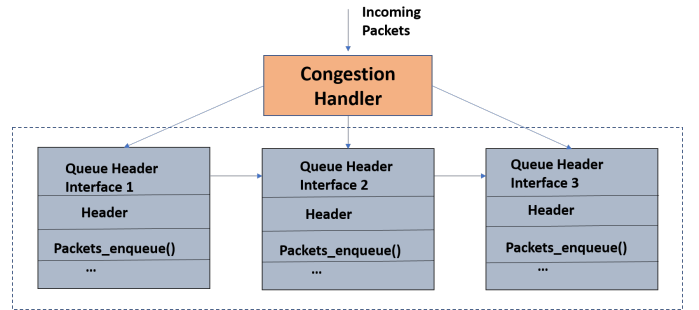 Incoming
Packets
Congestion
Handler
Queue Header
Interface 1
Header
Packets_enqueue()
...
Queue Header
Interface 2
Header
Packets_enqueue()
...
Queue Header
Interface 3
Header
Packets_enqueue()
...